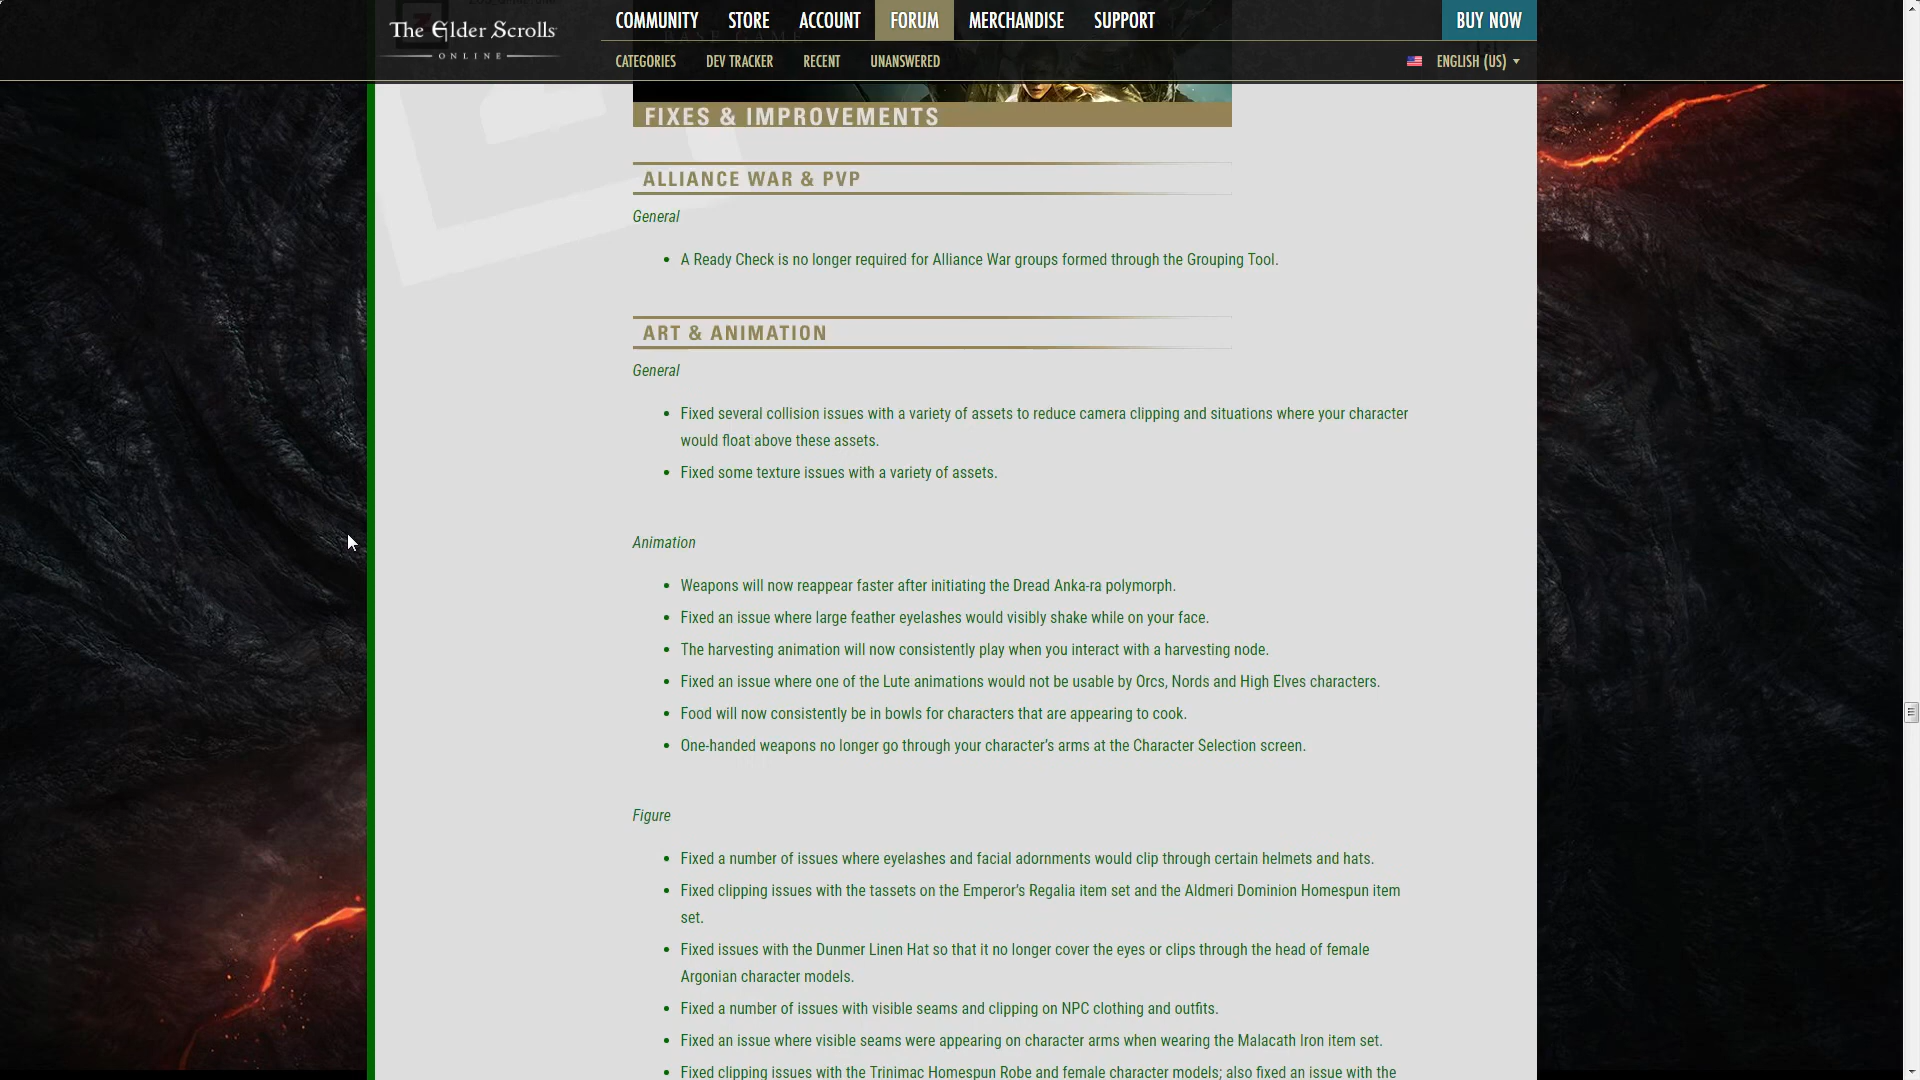 The Elder Scrolls
ONLINE
COMMUNITY STORE ACCOUNT FORUM MERCHANDISE SUPPORT
BUY NOW
CATEGORIES DEV TRACKER RECENT UNANSWERED
ENGLISH (US)
FIXES & IMPROVEMENTS
ALLIANCE WAR & PVP
General
• A Ready Check is no longer required for Alliance War groups formed through the Grouping Tool.
ART & ANIMATION
General
• Fixed several collision issues with a variety of assets to reduce camera clipping and situations where your character
would float above these assets.
• Fixed some texture issues with a variety of assets.
Animation
• Weapons will now reappear faster after initiating the Dread Anka-ra polymorph.
• Fixed an issue where large feather eyelashes would visibly shake while on your face.
• The harvesting animation will now consistently play when you interact with a harvesting node.
• Fixed an issue where one of the Lute animations would not be usable by Orcs, Nords and High Elves characters.
• Food will now consistently be in bowls for characters that are appearing to cook.
• One-handed weapons no longer go through your character's arms at the Character Selection screen.
Figure
• Fixed a number of issues where eyelashes and facial adornments would clip through certain helmets and hats.
• Fixed clipping issues with the tassets on the Emperor's Regalia item set and the Aldmeri Dominion Homespun item
set.
• Fixed issues with the Dunmer Linen Hat so that it no longer cover the eyes or clips through the head of female
Argonian character models.
• Fixed a number of issues with visible seams and clipping on NPC clothing and outfits.
• Fixed an issue where visible seams were appearing on character arms when wearing the Malacath Iron item set.
• Fixed clipping issues with the Trinimac Homespun Robe and female character models; also fixed an issue with the